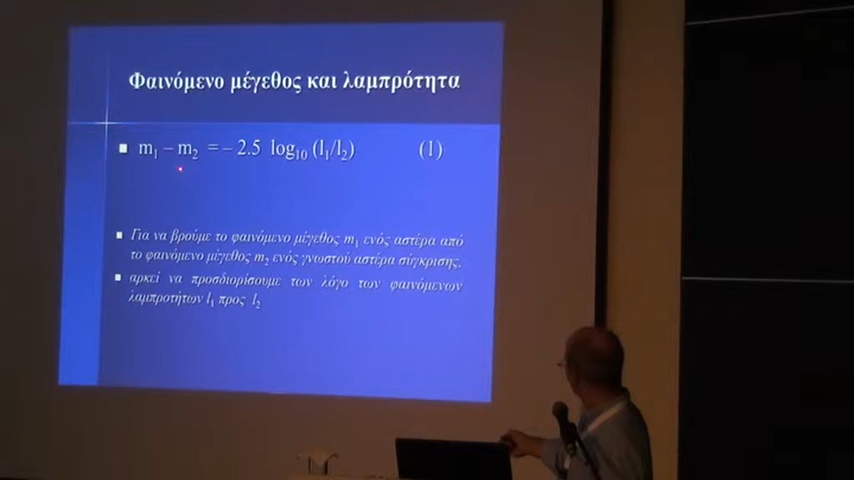 Φαινόμενο μέγεθος και λαμπρότητα
m₁ – m₂ = – 2.5 log₁₀ (l₁/l₂) (1)
Για να βρούμε το φαινόμενο μέγεθος m₁ ενός αστέρα από
το φαινόμενο μέγεθος m₂ ενός γνωστού αστέρα σύγκρισης,
αρκεί να προσδιορίσουμε των λόγο των φαινόμενων
λαμπροτήτων l₁ προς l₂